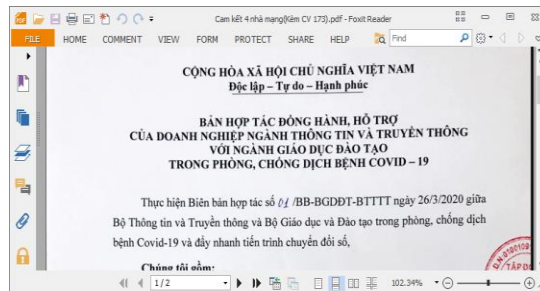 Cam kết 4 nhà mạng(Kèm CV 173).pdf - Foxit Reader
FILE HOME COMMENT VIEW FORM PROTECT SHARE HELP Find
CỘNG HÒA XÃ HỘI CHỦ NGHĨA VIỆT NAM
Độc lập – Tự do – Hạnh phúc
BẢN HỢP TÁC ĐỒNG HÀNH, HỖ TRỢ
CỦA DOANH NGHIỆP NGÀNH THÔNG TIN VÀ TRUYỀN THÔNG
VỚI NGÀNH GIÁO DỤC ĐÀO TẠO
TRONG PHÒNG, CHỐNG DỊCH BỆNH COVID – 19
Thực hiện Biên bản hợp tác số 01 /BB-BGDĐT-BTTTT ngày 26/3/2020 giữa
Bộ Thông tin và Truyền thông và Bộ Giáo dục và Đào tạo trong phòng, chống dịch
bệnh Covid-19 và đẩy nhanh tiến trình chuyển đổi số,
Chúng tôi gồm:
1 / 2 102.34%